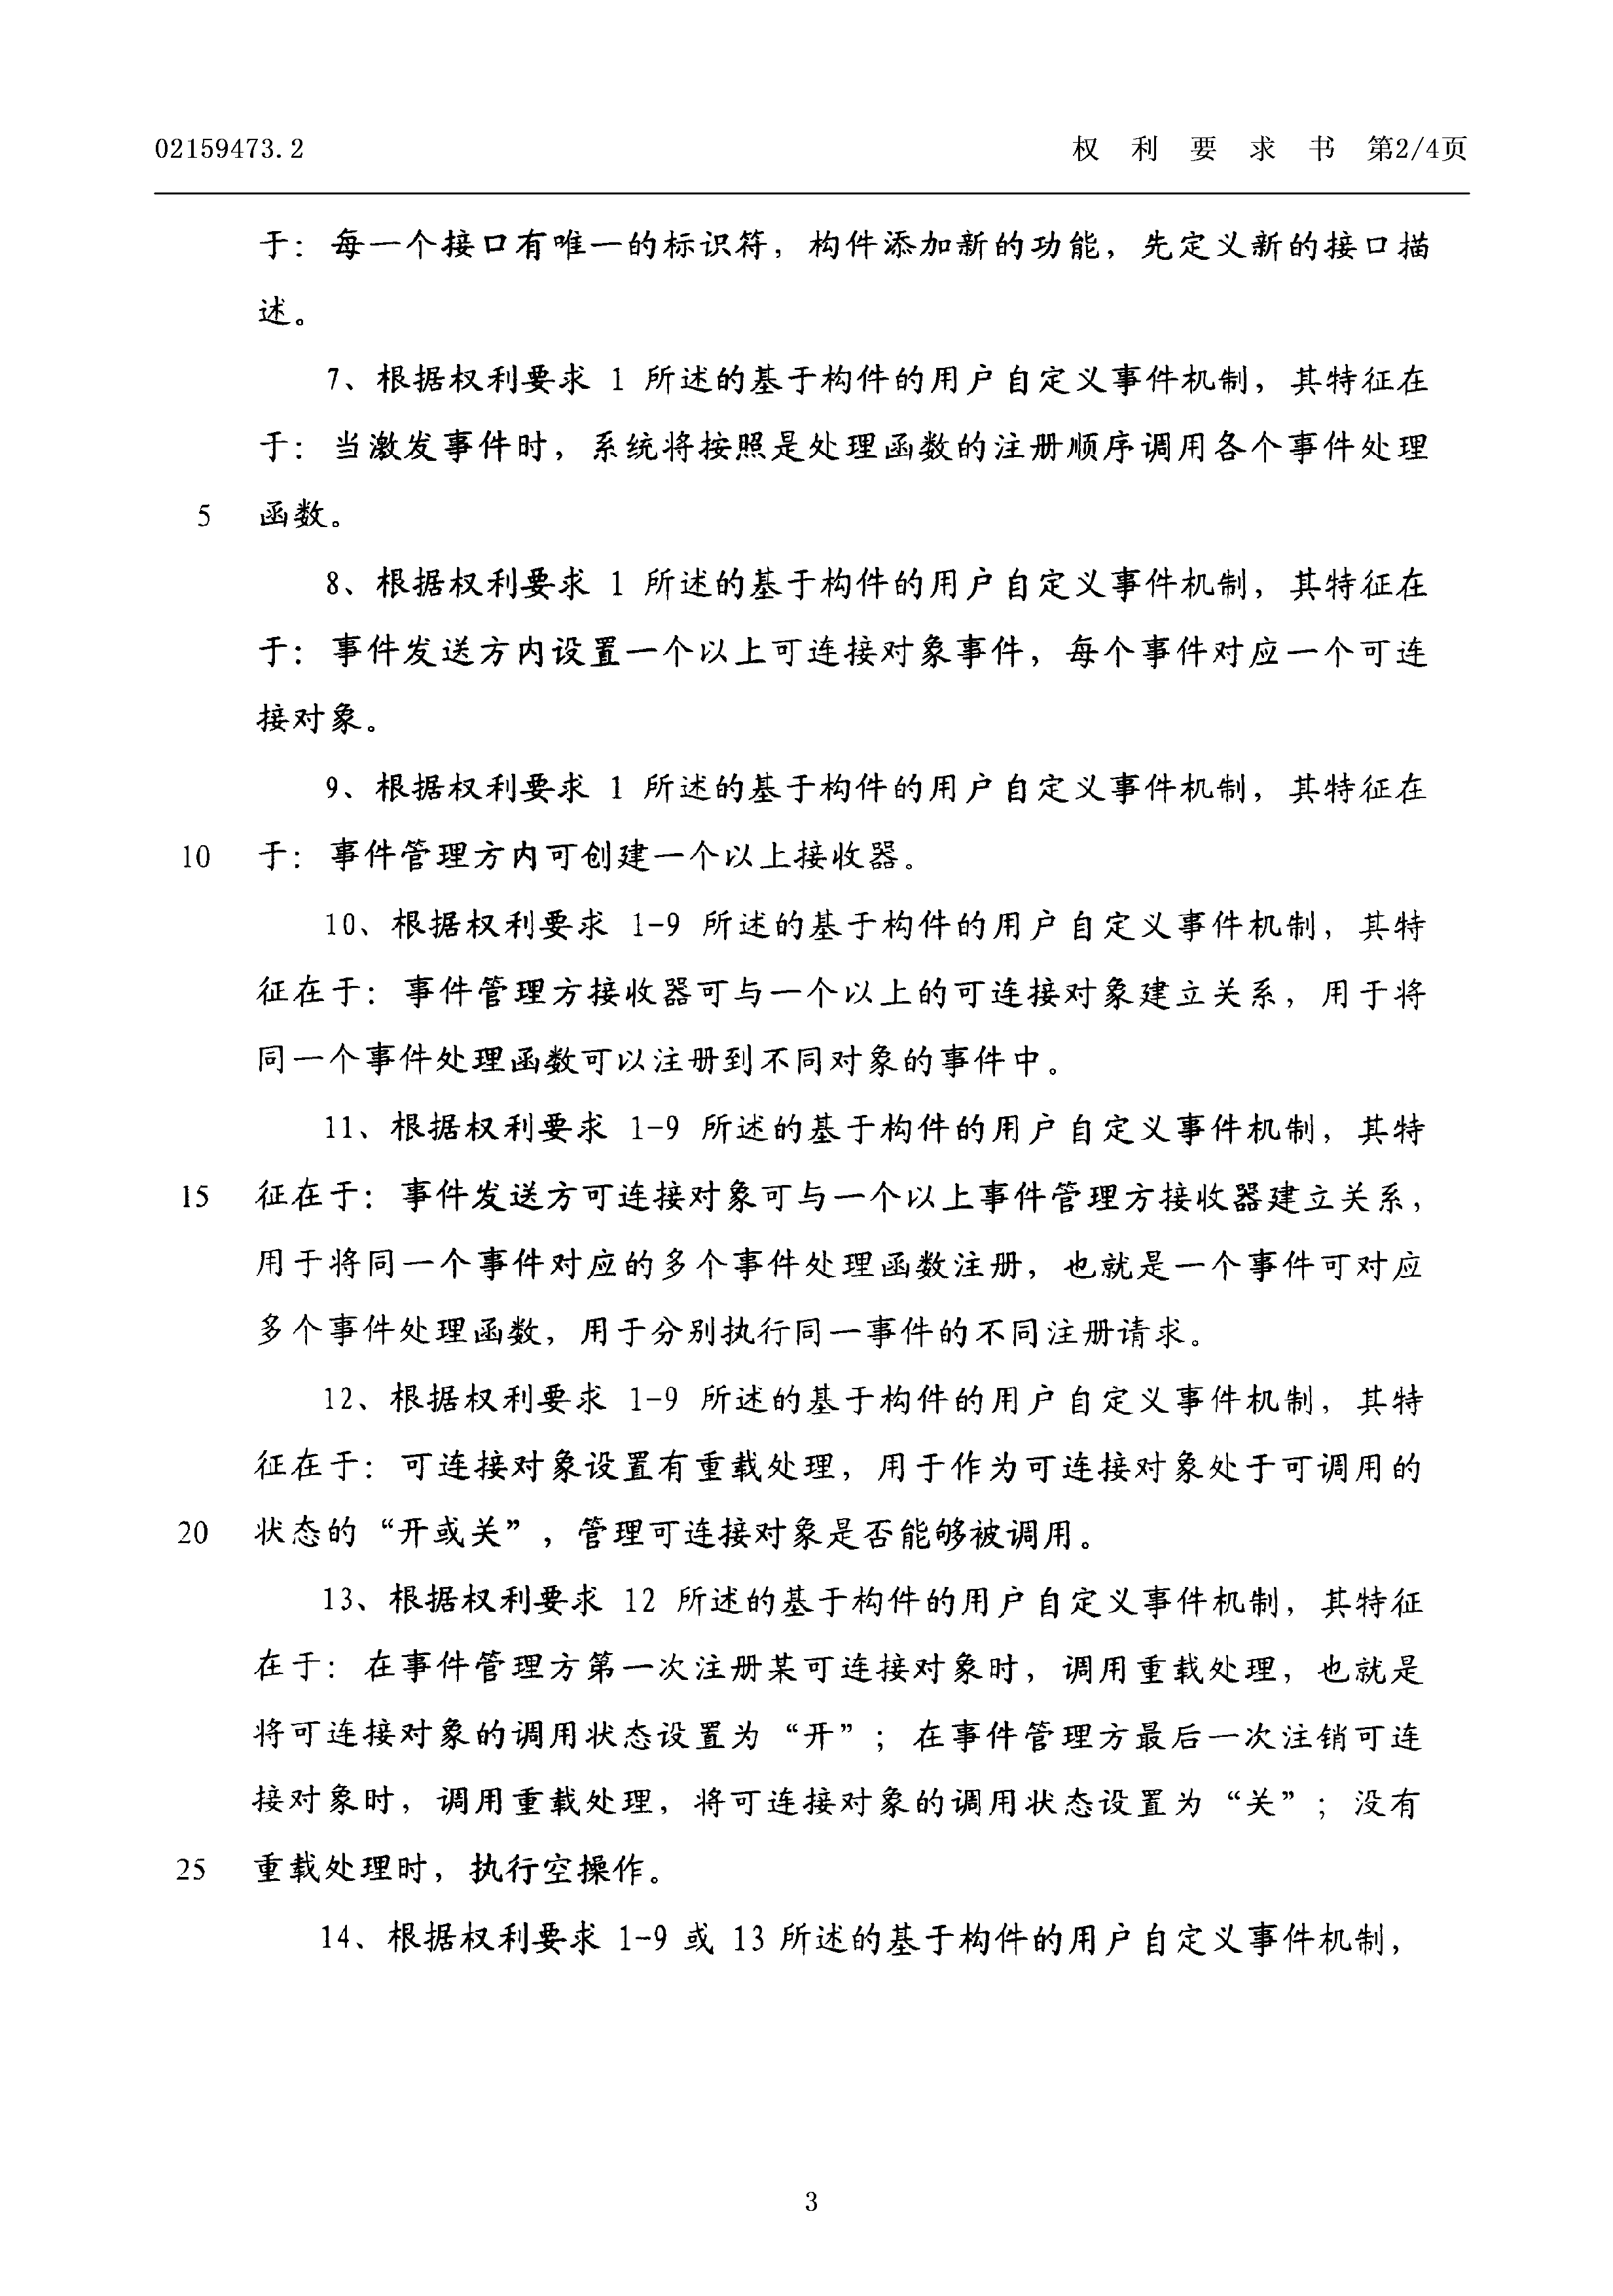 02159473.2
权 利 要 求 书 第2/4页
于：每一个接口有唯一的标识符，构件添加新的功能，先定义新的接口描
述。
7、根据权利要求 1 所述的基于构件的用户自定义事件机制，其特征在
于：当激发事件时，系统将按照是处理函数的注册顺序调用各个事件处理
5 函数。
8、根据权利要求 1 所述的基于构件的用户自定义事件机制，其特征在
于：事件发送方内设置一个以上可连接对象事件，每个事件对应一个可连
接对象。
9、根据权利要求 1 所述的基于构件的用户自定义事件机制，其特征在
10 于：事件管理方内可创建一个以上接收器。
10、根据权利要求 1-9 所述的基于构件的用户自定义事件机制，其特
征在于：事件管理方接收器可与一个以上的可连接对象建立关系，用于将
同一个事件处理函数可以注册到不同对象的事件中。
11、根据权利要求 1-9 所述的基于构件的用户自定义事件机制，其特
15 征在于：事件发送方可连接对象可与一个以上事件管理方接收器建立关系，
用于将同一个事件对应的多个事件处理函数注册，也就是一个事件可对应
多个事件处理函数，用于分别执行同一事件的不同注册请求。
12、根据权利要求 1-9 所述的基于构件的用户自定义事件机制，其特
征在于：可连接对象设置有重载处理，用于作为可连接对象处于可调用的
20 状态的“开或关”，管理可连接对象是否能够被调用。
13、根据权利要求 12 所述的基于构件的用户自定义事件机制，其特征
在于：在事件管理方第一次注册某可连接对象时，调用重载处理，也就是
将可连接对象的调用状态设置为“开”；在事件管理方最后一次注销可连
接对象时，调用重载处理，将可连接对象的调用状态设置为“关”；没有
25 重载处理时，执行空操作。
14、根据权利要求 1-9 或 13 所述的基于构件的用户自定义事件机制，
3